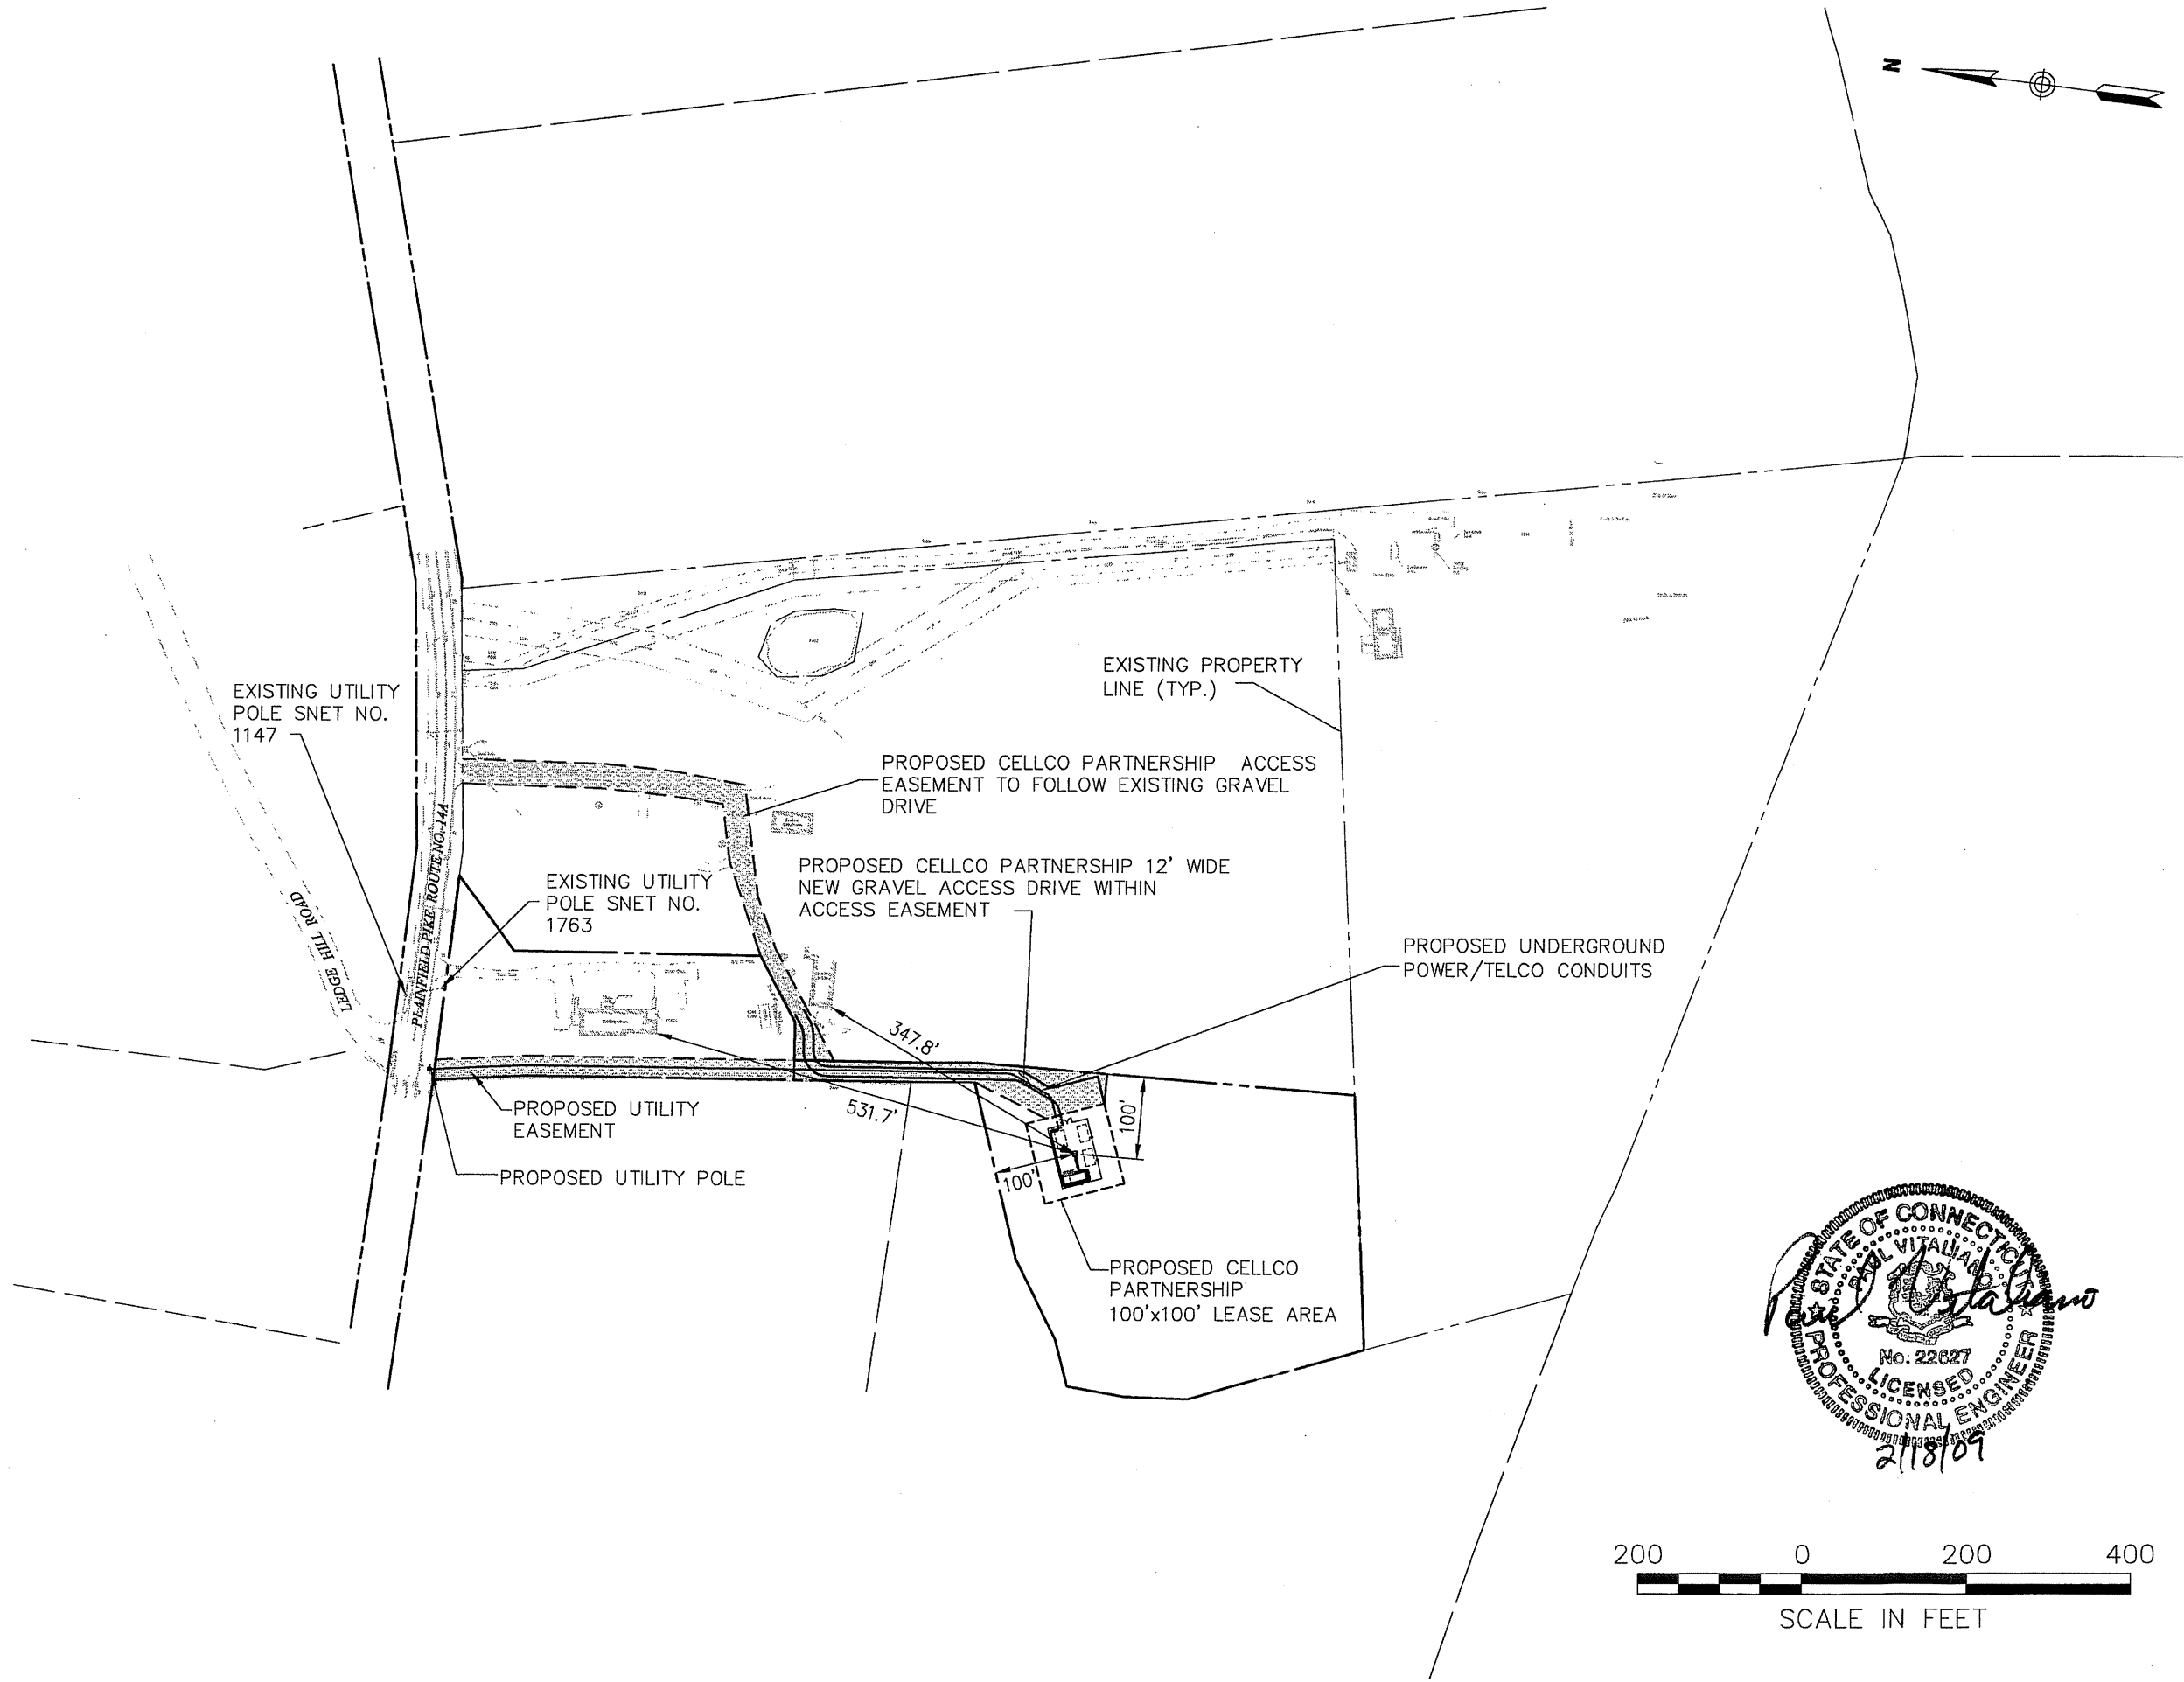 N
EXISTING UTILITY
POLE SNET NO.
1147
EXISTING PROPERTY
LINE (TYP.)
PROPOSED CELLCO PARTNERSHIP ACCESS
EASEMENT TO FOLLOW EXISTING GRAVEL
DRIVE
PLAINFIELD PIKE ROUTE NO. 14A
LEDGE HILL ROAD
EXISTING UTILITY
POLE SNET NO.
1763
PROPOSED CELLCO PARTNERSHIP 12' WIDE
NEW GRAVEL ACCESS DRIVE WITHIN
ACCESS EASEMENT
PROPOSED UNDERGROUND
POWER/TELCO CONDUITS
347.8'
531.7'
100'
100'
PROPOSED UTILITY
EASEMENT
PROPOSED UTILITY POLE
PROPOSED CELLCO
PARTNERSHIP
100'x100' LEASE AREA
STATE OF CONNECTICUT
PAUL VITALIANO
Paul Vitaliano
No. 22627
LICENSED
PROFESSIONAL ENGINEER
2/18/09
200 0 200 400
SCALE IN FEET